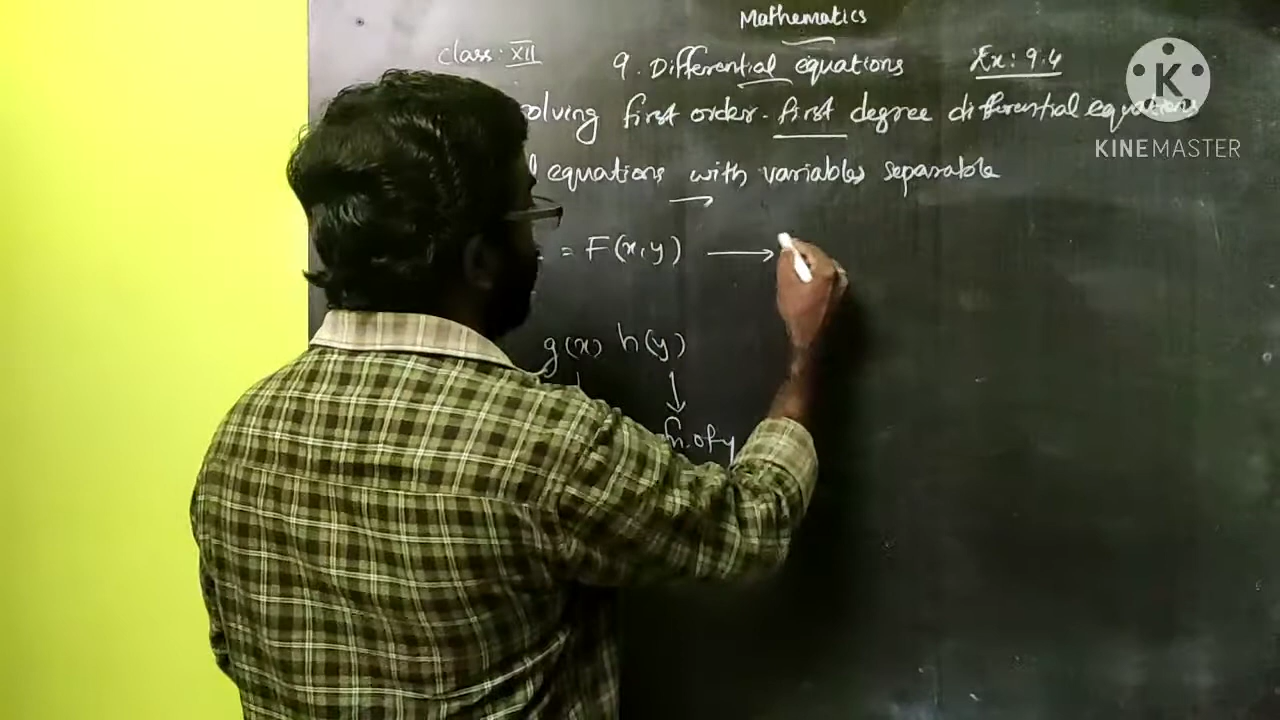 Mathematics
class: XII
9. Differential equations Ex: 9.4
olving first order-first degree differential equations
equations with variables separable
= F(x,y) →
g(x) h(y)
fn. of y
K
KINEMASTER